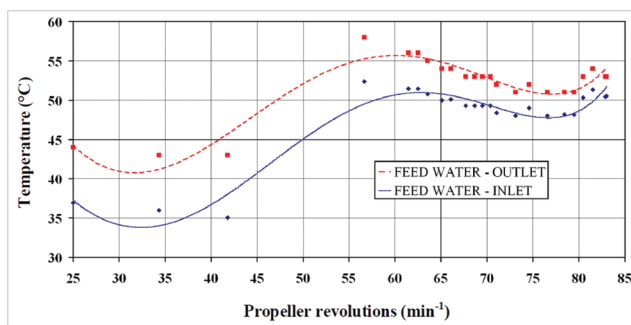 60
55
50
45
40
35
30
Temperature (°C)
FEED WATER - OUTLET
FEED WATER - INLET
25 30 35 40 45 50 55 60 65 70 75 80 85
Propeller revolutions (min⁻¹)